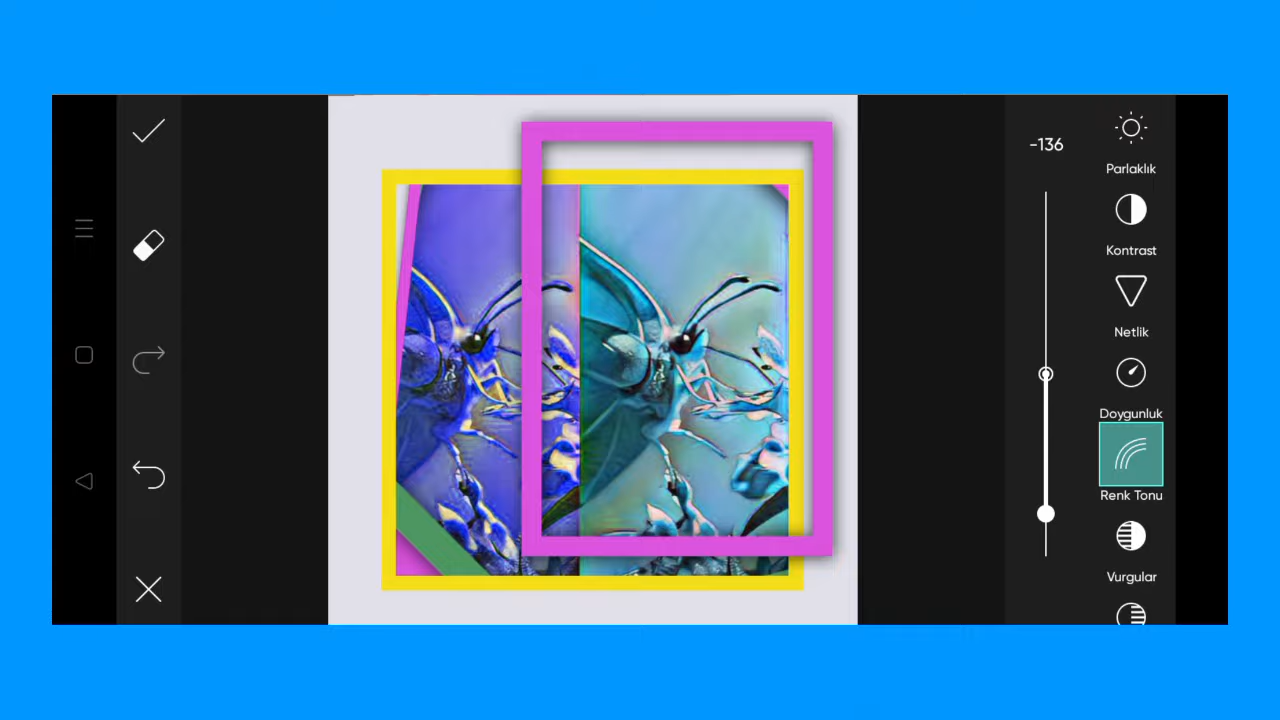 -136
Parlaklık
Kontrast
Netlik
Doygunluk
Renk Tonu
Vurgular